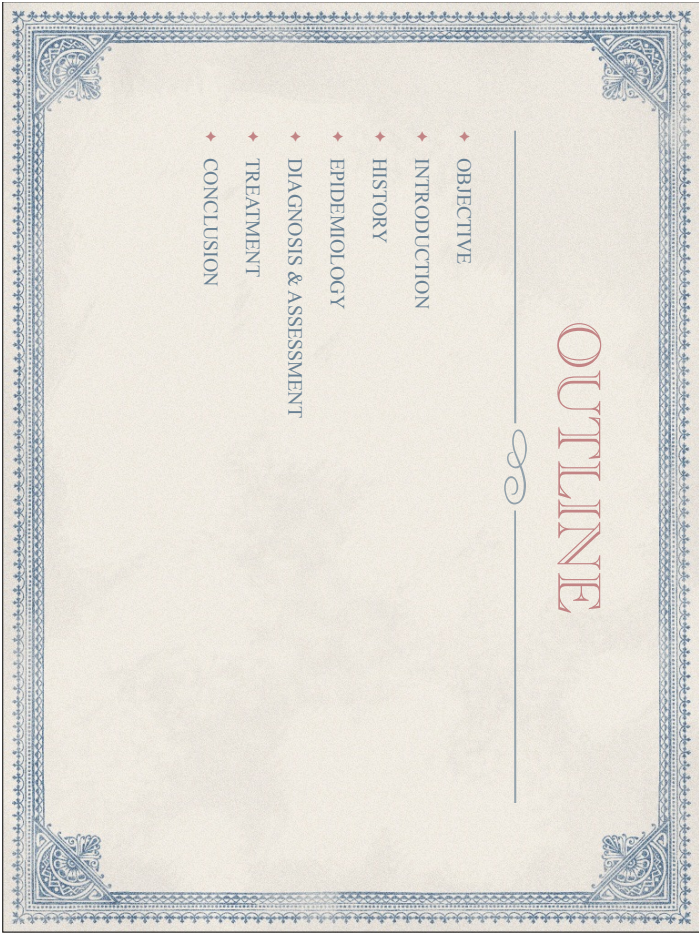 OUTLINE
OBJECTIVE
INTRODUCTION
HISTORY
EPIDEMIOLOGY
DIAGNOSIS & ASSESSMENT
TREATMENT
CONCLUSION